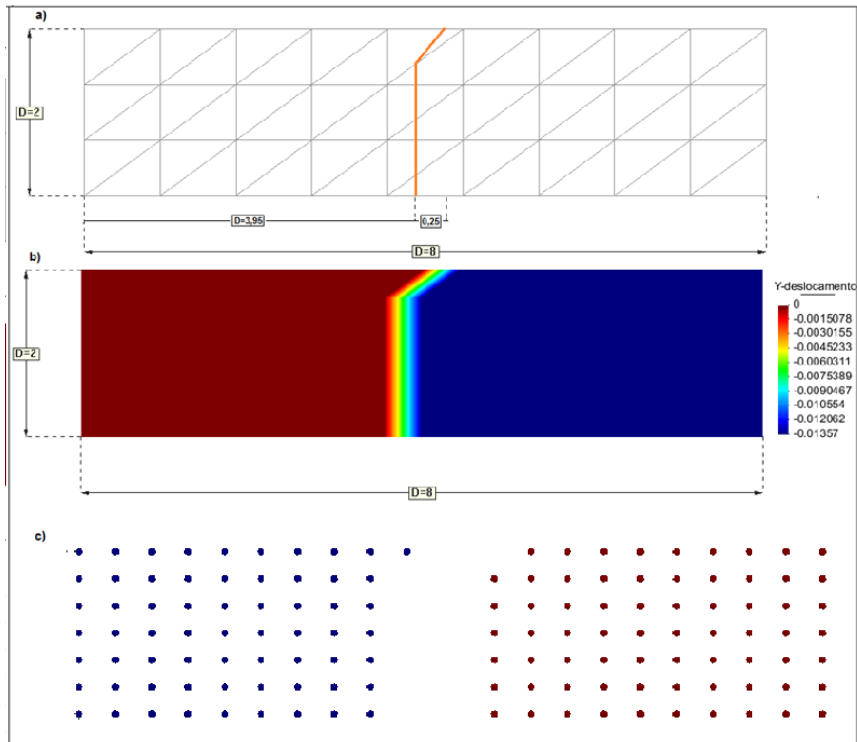 a)
D=2
D=3,95
0,25
D=8
b)
Y-deslocamento
0
-0.0015078
-0.0030155
-0.0045233
-0.0060311
-0.0075389
-0.0090467
-0.010554
-0.012062
-0.01357
D=2
D=8
c)